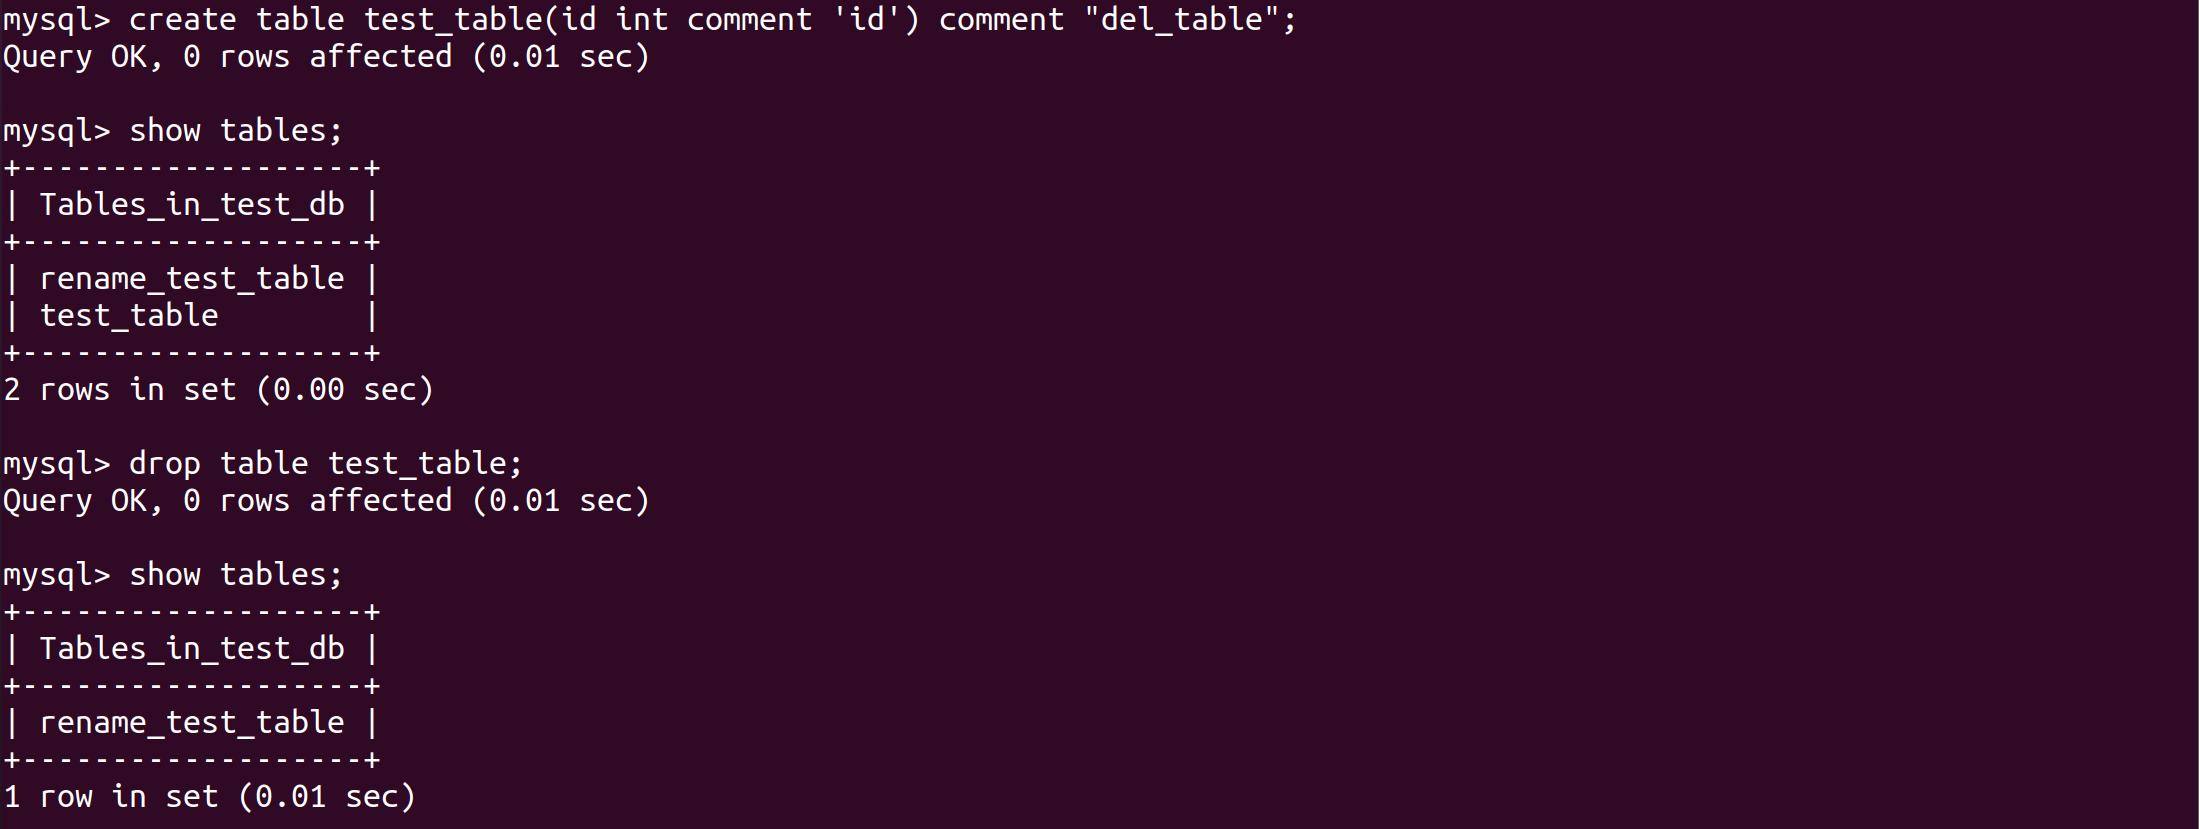 mysql> create table test_table(id int comment 'id') comment "del_table";
Query OK, 0 rows affected (0.01 sec)
mysql> show tables;
+-------------------+
| Tables_in_test_db |
+-------------------+
| rename_test_table |
| test_table        |
+-------------------+
2 rows in set (0.00 sec)
mysql> drop table test_table;
Query OK, 0 rows affected (0.01 sec)
mysql> show tables;
+-------------------+
| Tables_in_test_db |
+-------------------+
| rename_test_table |
+-------------------+
1 row in set (0.01 sec)